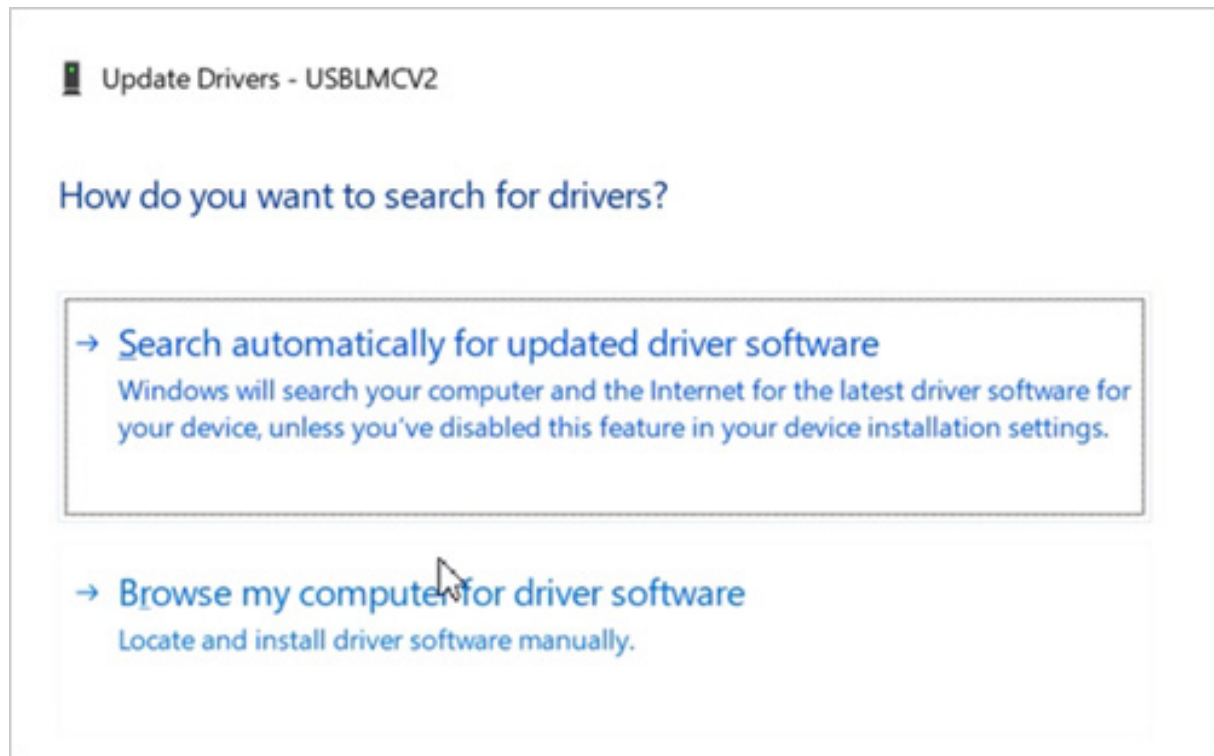 Update Drivers - USBLMCV2
How do you want to search for drivers?
→ Search automatically for updated driver software
Windows will search your computer and the Internet for the latest driver software for
your device, unless you've disabled this feature in your device installation settings.
→ Browse my computer for driver software
Locate and install driver software manually.